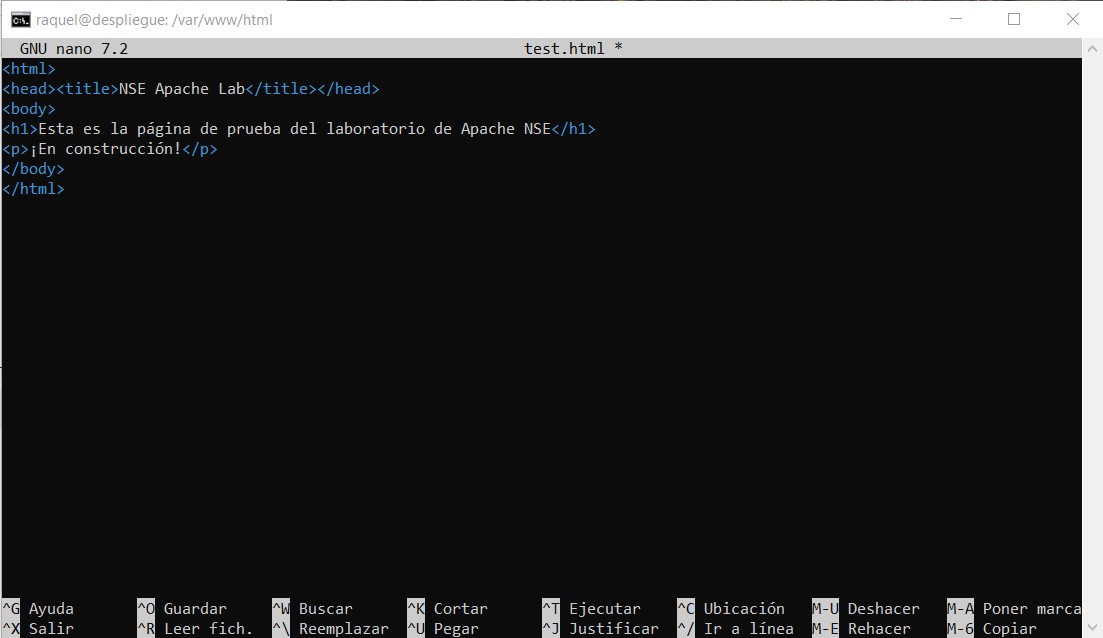 raquel@despliegue: /var/www/html
GNU nano 7.2 test.html *
<html>
<head><title>NSE Apache Lab</title></head>
<body>
<h1>Esta es la página de prueba del laboratorio de Apache NSE</h1>
<p>¡En construcción!</p>
</body>
</html>
^G Ayuda ^O Guardar ^W Buscar ^K Cortar ^T Ejecutar ^C Ubicación M-U Deshacer M-A Poner marca
^X Salir ^R Leer fich. ^\ Reemplazar ^U Pegar ^J Justificar ^/ Ir a línea M-E Rehacer M-6 Copiar